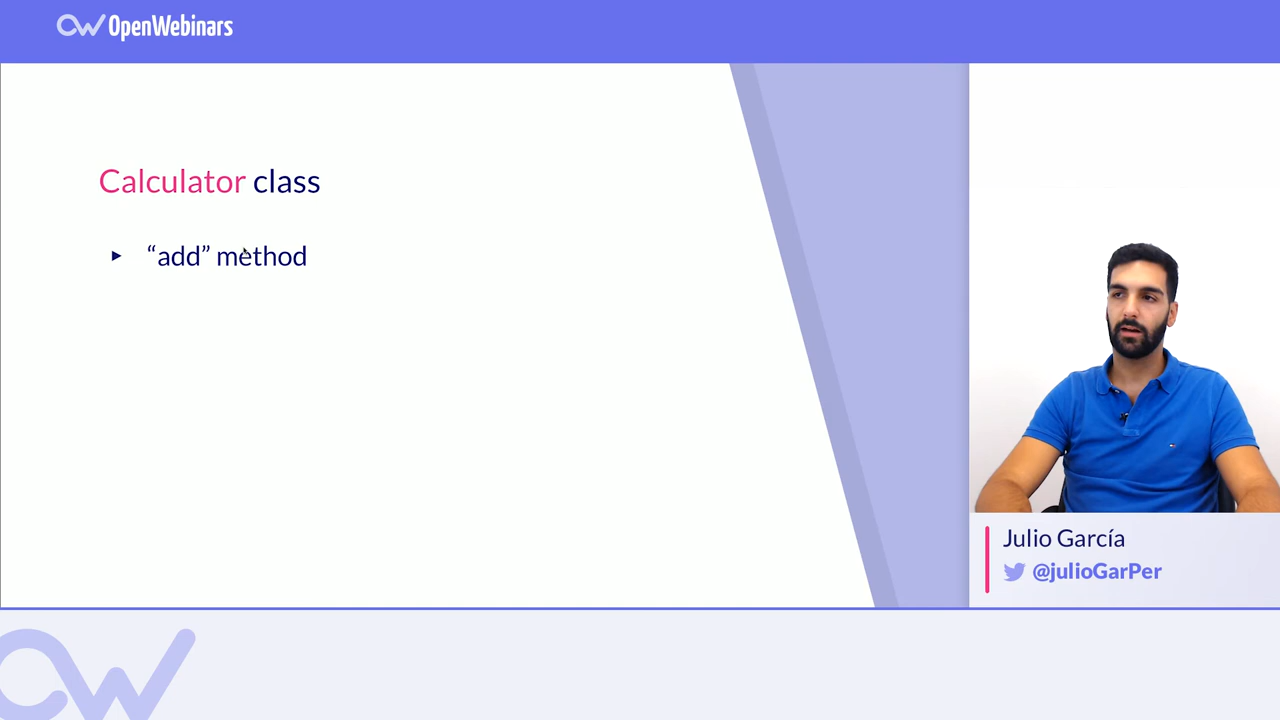 OpenWebinars
Calculator class
“add” method
Julio García
@julioGarPer